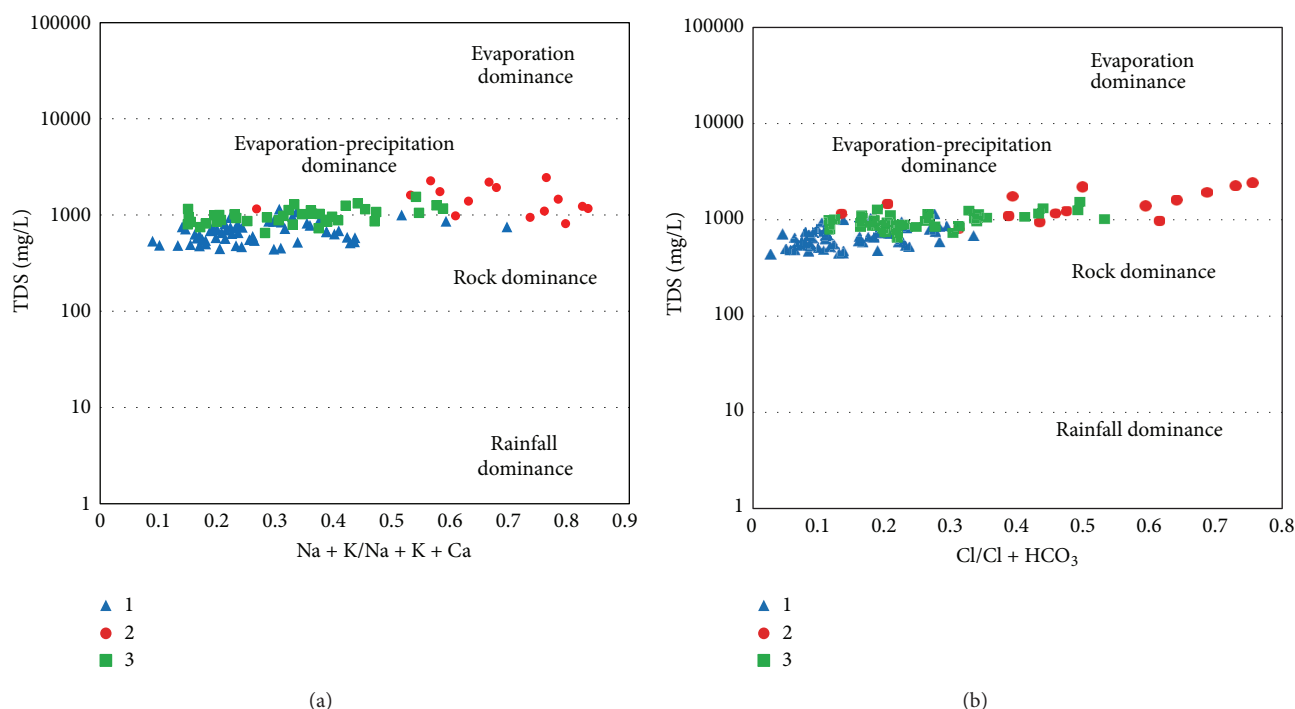 100000
10000
1000
100
10
1
TDS (mg/L)
Evaporation
dominance
Evaporation-precipitation
dominance
Rock dominance
Rainfall
dominance
0 0.1 0.2 0.3 0.4 0.5 0.6 0.7 0.8 0.9
Na + K/Na + K + Ca
1
2
3
(a)
100000
10000
1000
100
10
1
TDS (mg/L)
Evaporation
dominance
Evaporation-precipitation
dominance
Rock dominance
Rainfall dominance
0 0.1 0.2 0.3 0.4 0.5 0.6 0.7 0.8
Cl/Cl + HCO₃
1
2
3
(b)